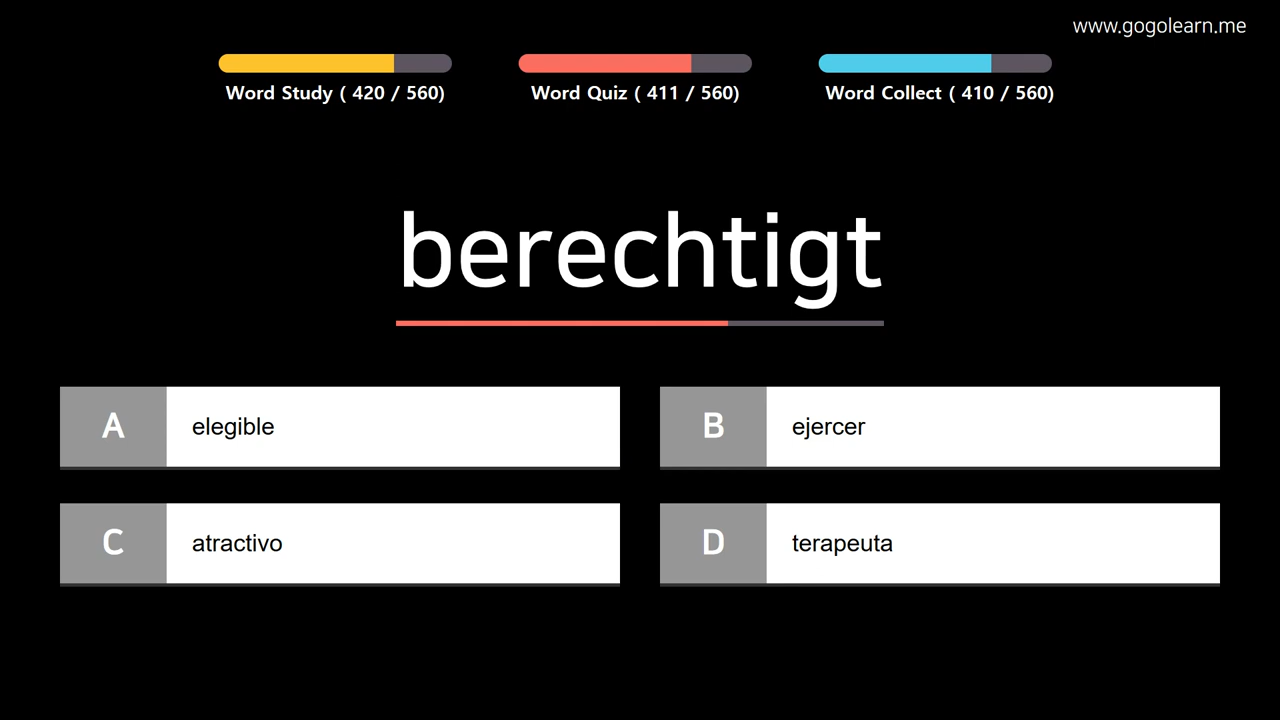 www.gogolearn.me
Word Study ( 420 / 560)
Word Quiz ( 411 / 560)
Word Collect ( 410 / 560)
berechtigt
A elegible
B ejercer
C atractivo
D terapeuta